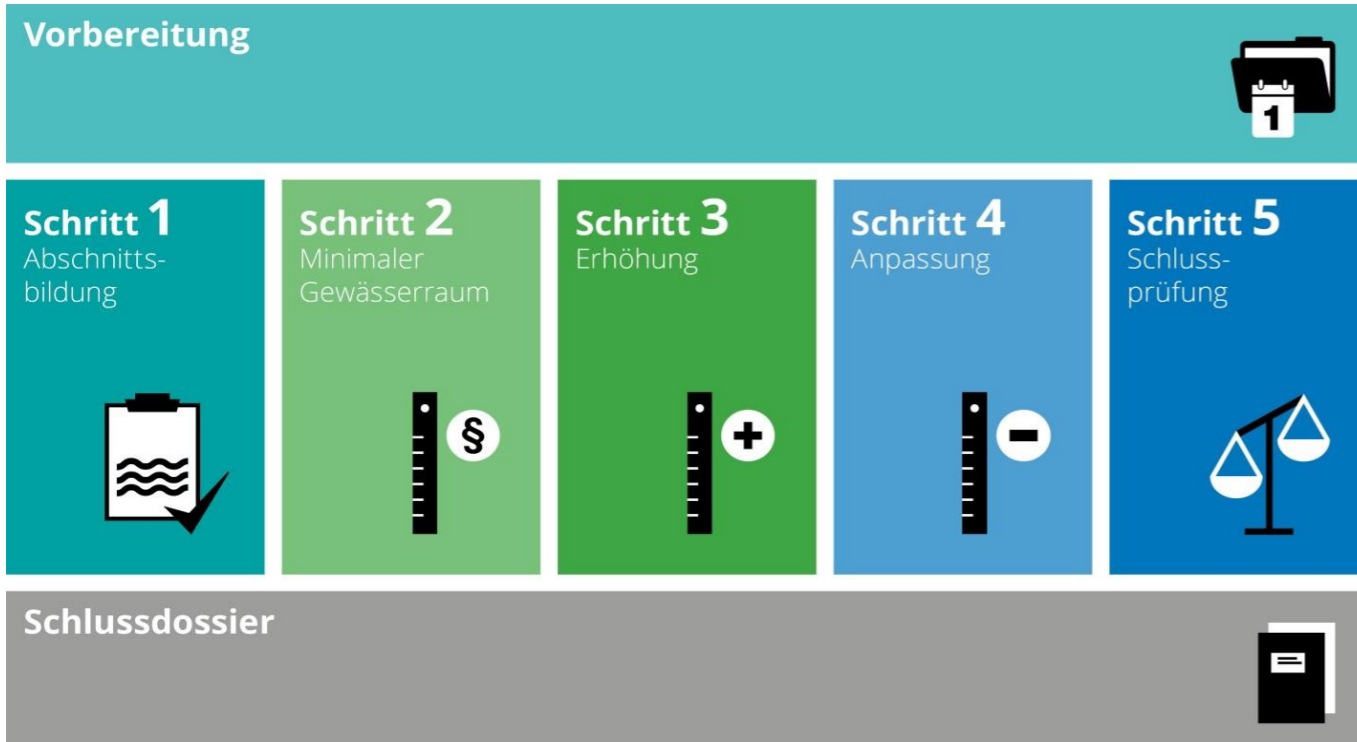 Vorbereitung
1
Schritt 1
Abschnitts-
bildung
Schritt 2
Minimaler
Gewässerraum
§
Schritt 3
Erhöhung
+
Schritt 4
Anpassung
-
Schritt 5
Schluss-
prüfung
Schlussdossier